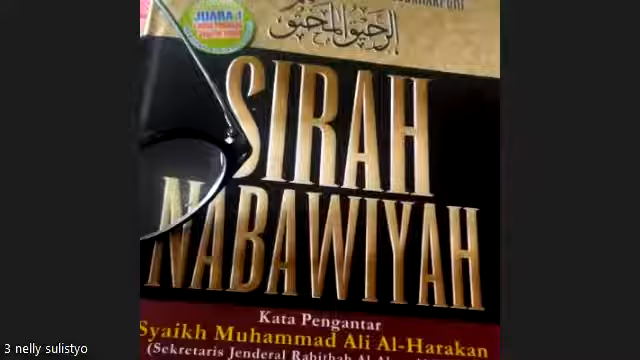 JUARA 1
الرحيق المختوم
SIRAH
NABAWIYAH
Kata Pengantar
Syaikh Muhammad Ali Al-Harakan
(Sekretaris Jenderal Rabithah
3 nelly sulistyo